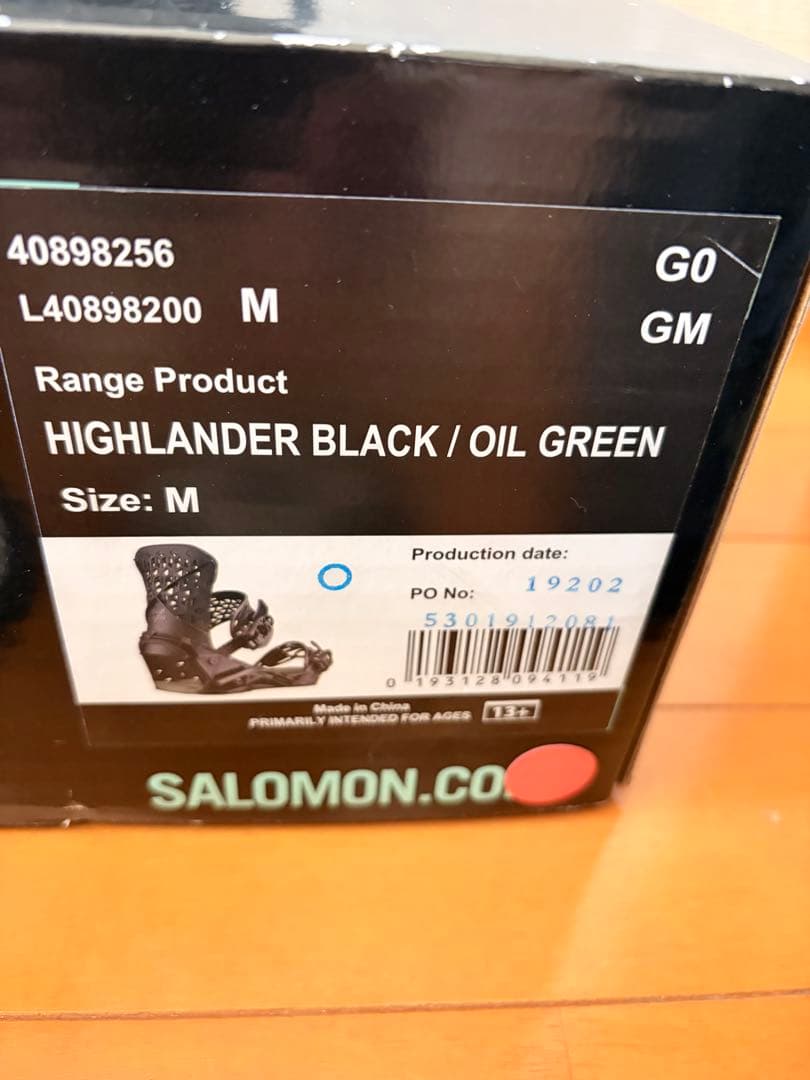 40898256
G0
L40898200 M
GM
Range Product
HIGHLANDER BLACK / OIL GREEN
Size: M
Production date:
19202
PO No:
5301912081
0 193128 094119
Made in China
PRIMARILY INTENDED FOR AGES 13+
SALOMON.CO